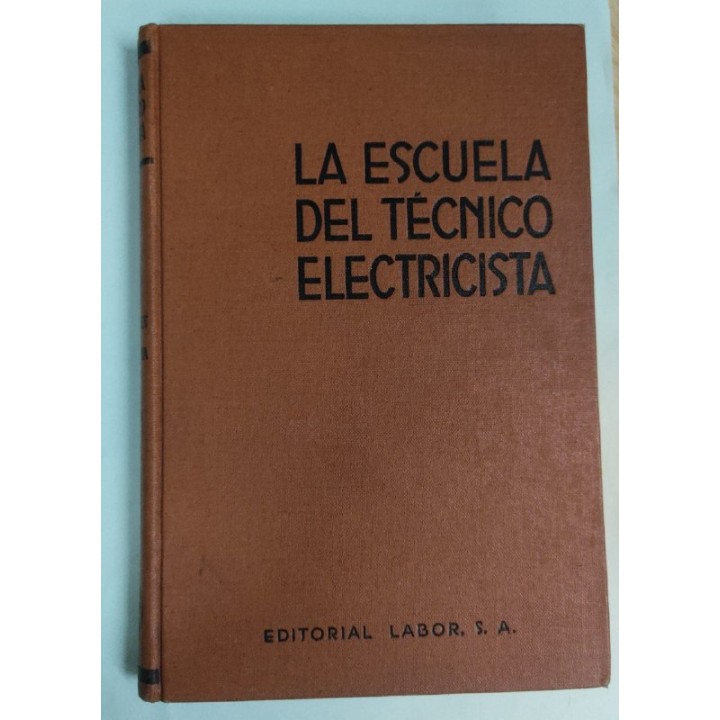 LA ESCUELA
DEL TÉCNICO
ELECTRICISTA
EDITORIAL LABOR, S. A.